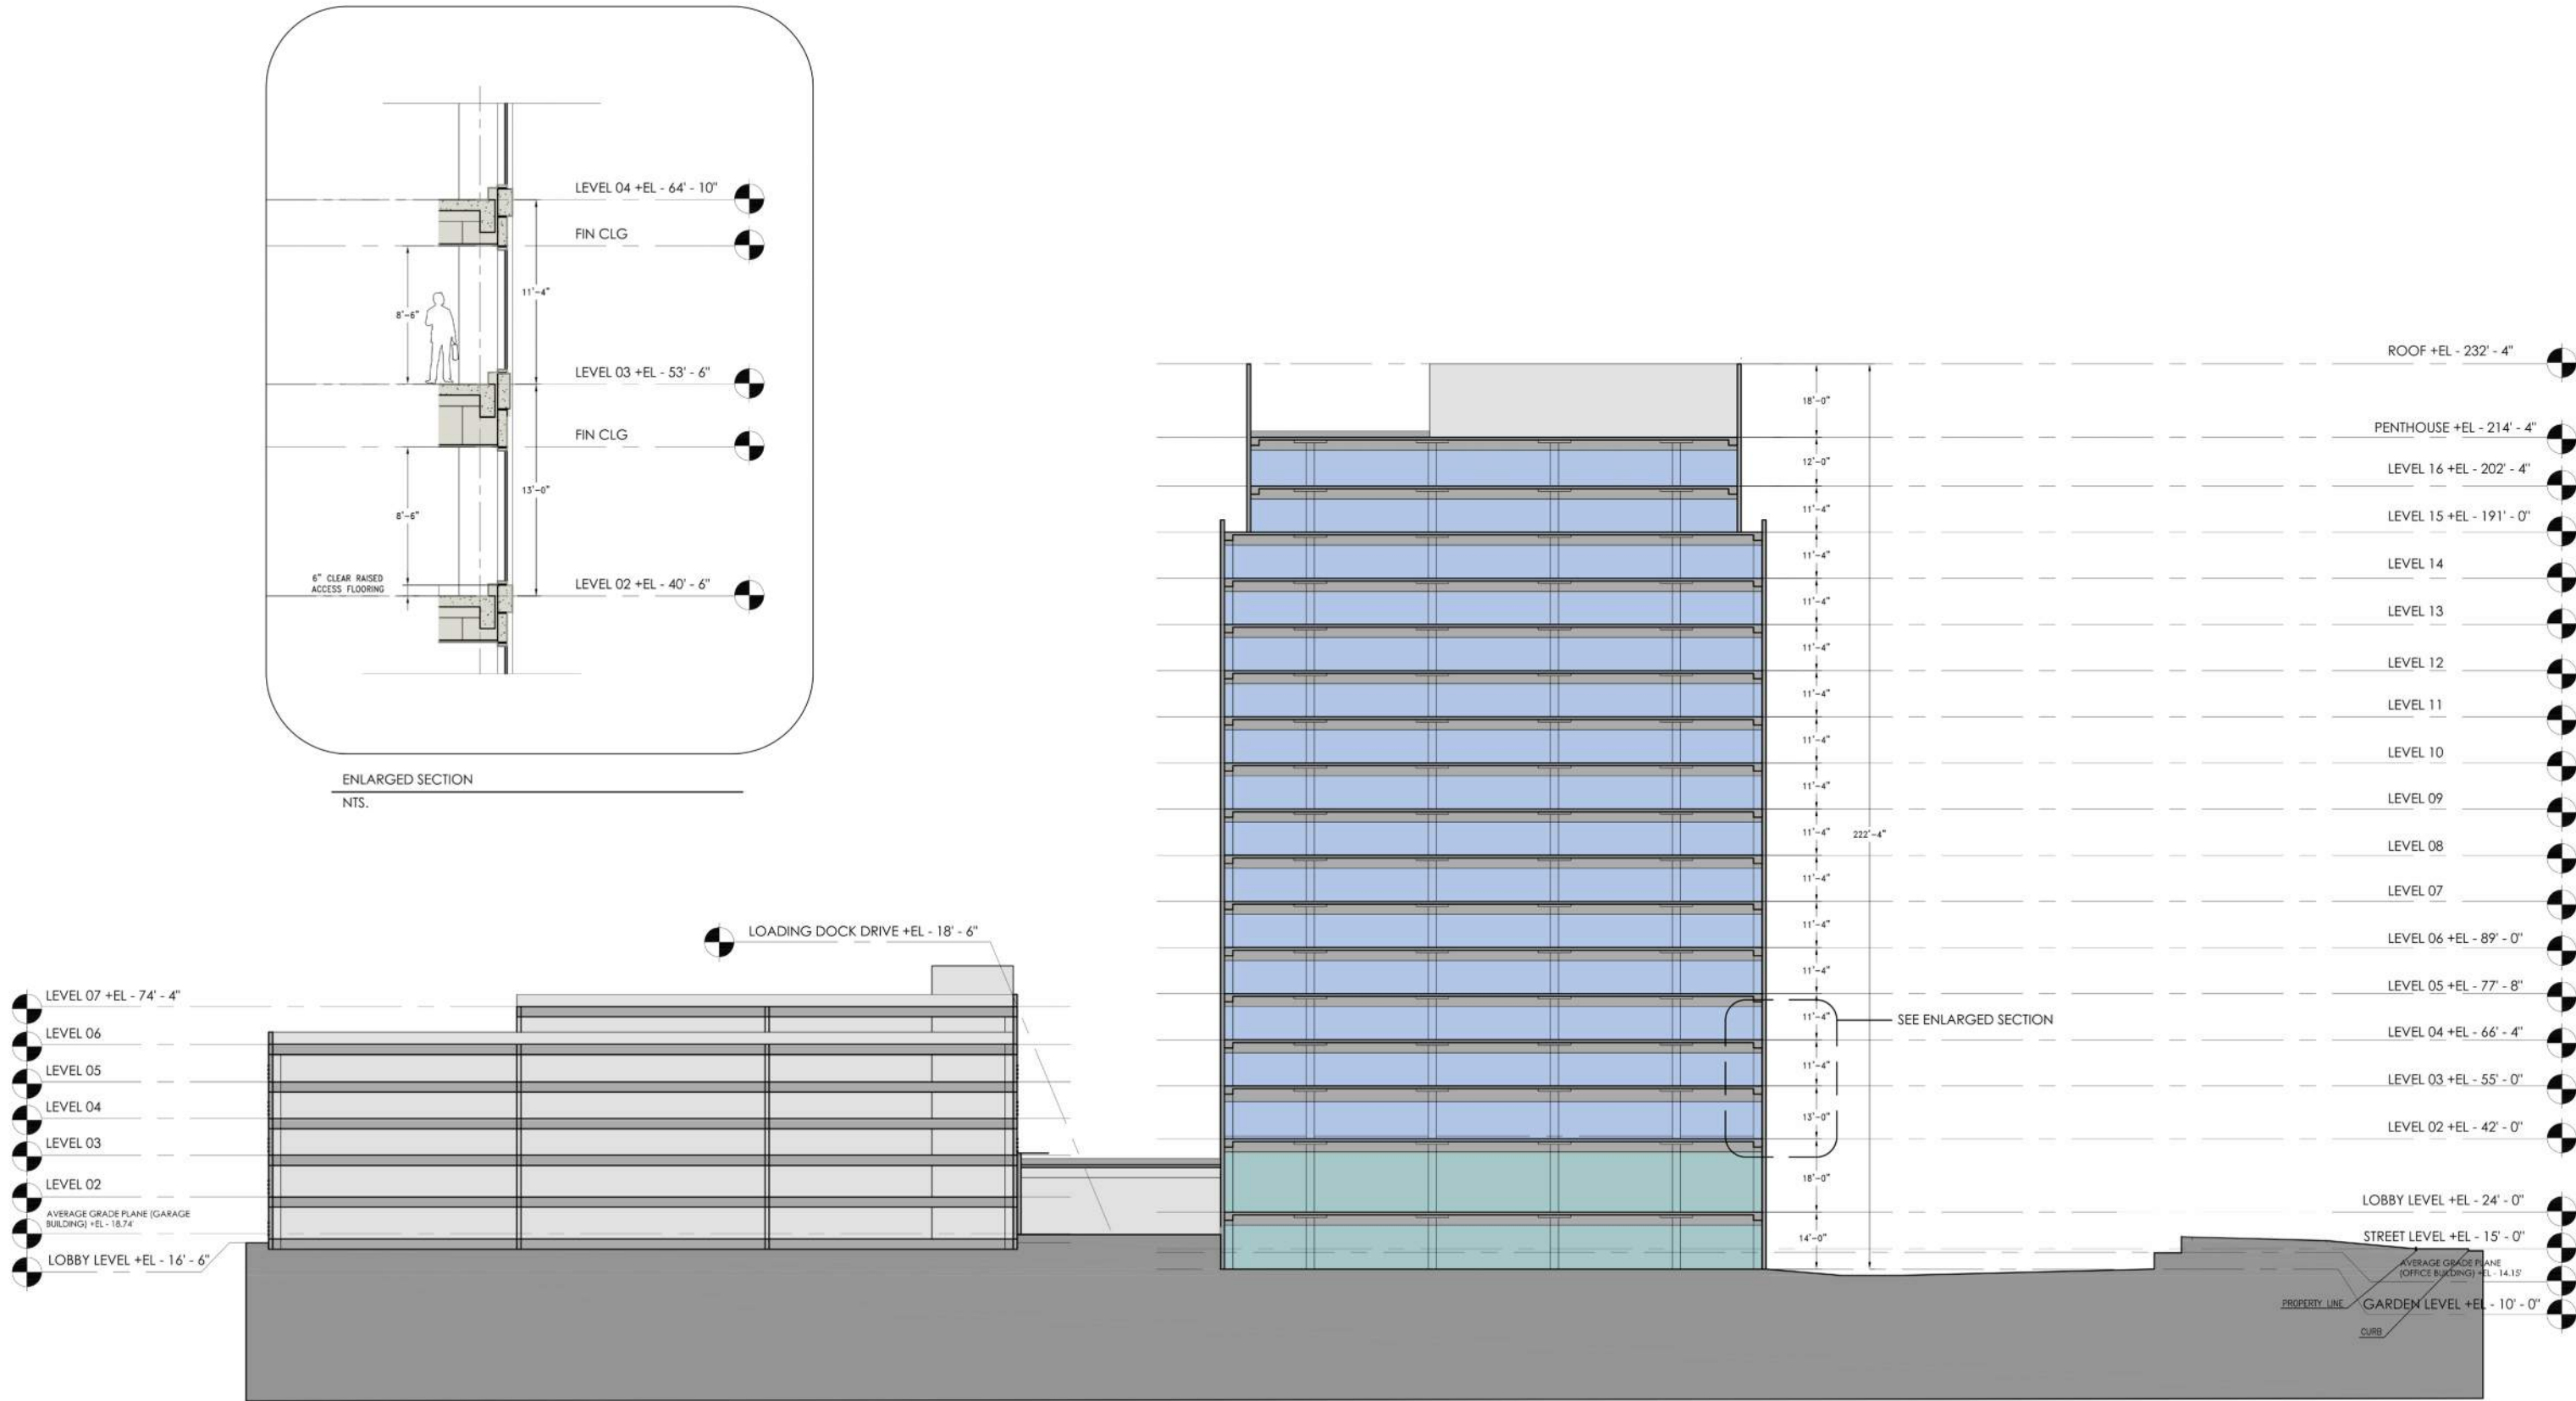 LEVEL 04 +EL - 64' - 10"
FIN CLG
11'-4"
8'-6"
LEVEL 03 +EL - 53' - 6"
FIN CLG
13'-0"
8'-6"
6" CLEAR RAISED
ACCESS FLOORING
LEVEL 02 +EL - 40' - 6"
ENLARGED SECTION
NTS.
LOADING DOCK DRIVE +EL - 18' - 6"
LEVEL 07 +EL - 74' - 4"
LEVEL 06
LEVEL 05
LEVEL 04
LEVEL 03
LEVEL 02
AVERAGE GRADE PLANE (GARAGE
BUILDING) +EL - 18.74'
LOBBY LEVEL +EL - 16' - 6"
18'-0"
12'-0"
11'-4"
11'-4"
11'-4"
11'-4"
11'-4"
11'-4"
11'-4"
11'-4"
11'-4"
11'-4"
11'-4"
11'-4"
11'-4"
13'-0"
18'-0"
14'-0"
222'-4"
SEE ENLARGED SECTION
ROOF +EL - 232' - 4"
PENTHOUSE +EL - 214' - 4"
LEVEL 16 +EL - 202' - 4"
LEVEL 15 +EL - 191' - 0"
LEVEL 14
LEVEL 13
LEVEL 12
LEVEL 11
LEVEL 10
LEVEL 09
LEVEL 08
LEVEL 07
LEVEL 06 +EL - 89' - 0"
LEVEL 05 +EL - 77' - 8"
LEVEL 04 +EL - 66' - 4"
LEVEL 03 +EL - 55' - 0"
LEVEL 02 +EL - 42' - 0"
LOBBY LEVEL +EL - 24' - 0"
STREET LEVEL +EL - 15' - 0"
AVERAGE GRADE PLANE
(OFFICE BUILDING) +EL - 14.15'
PROPERTY LINE
GARDEN LEVEL +EL - 10' - 0"
CURB